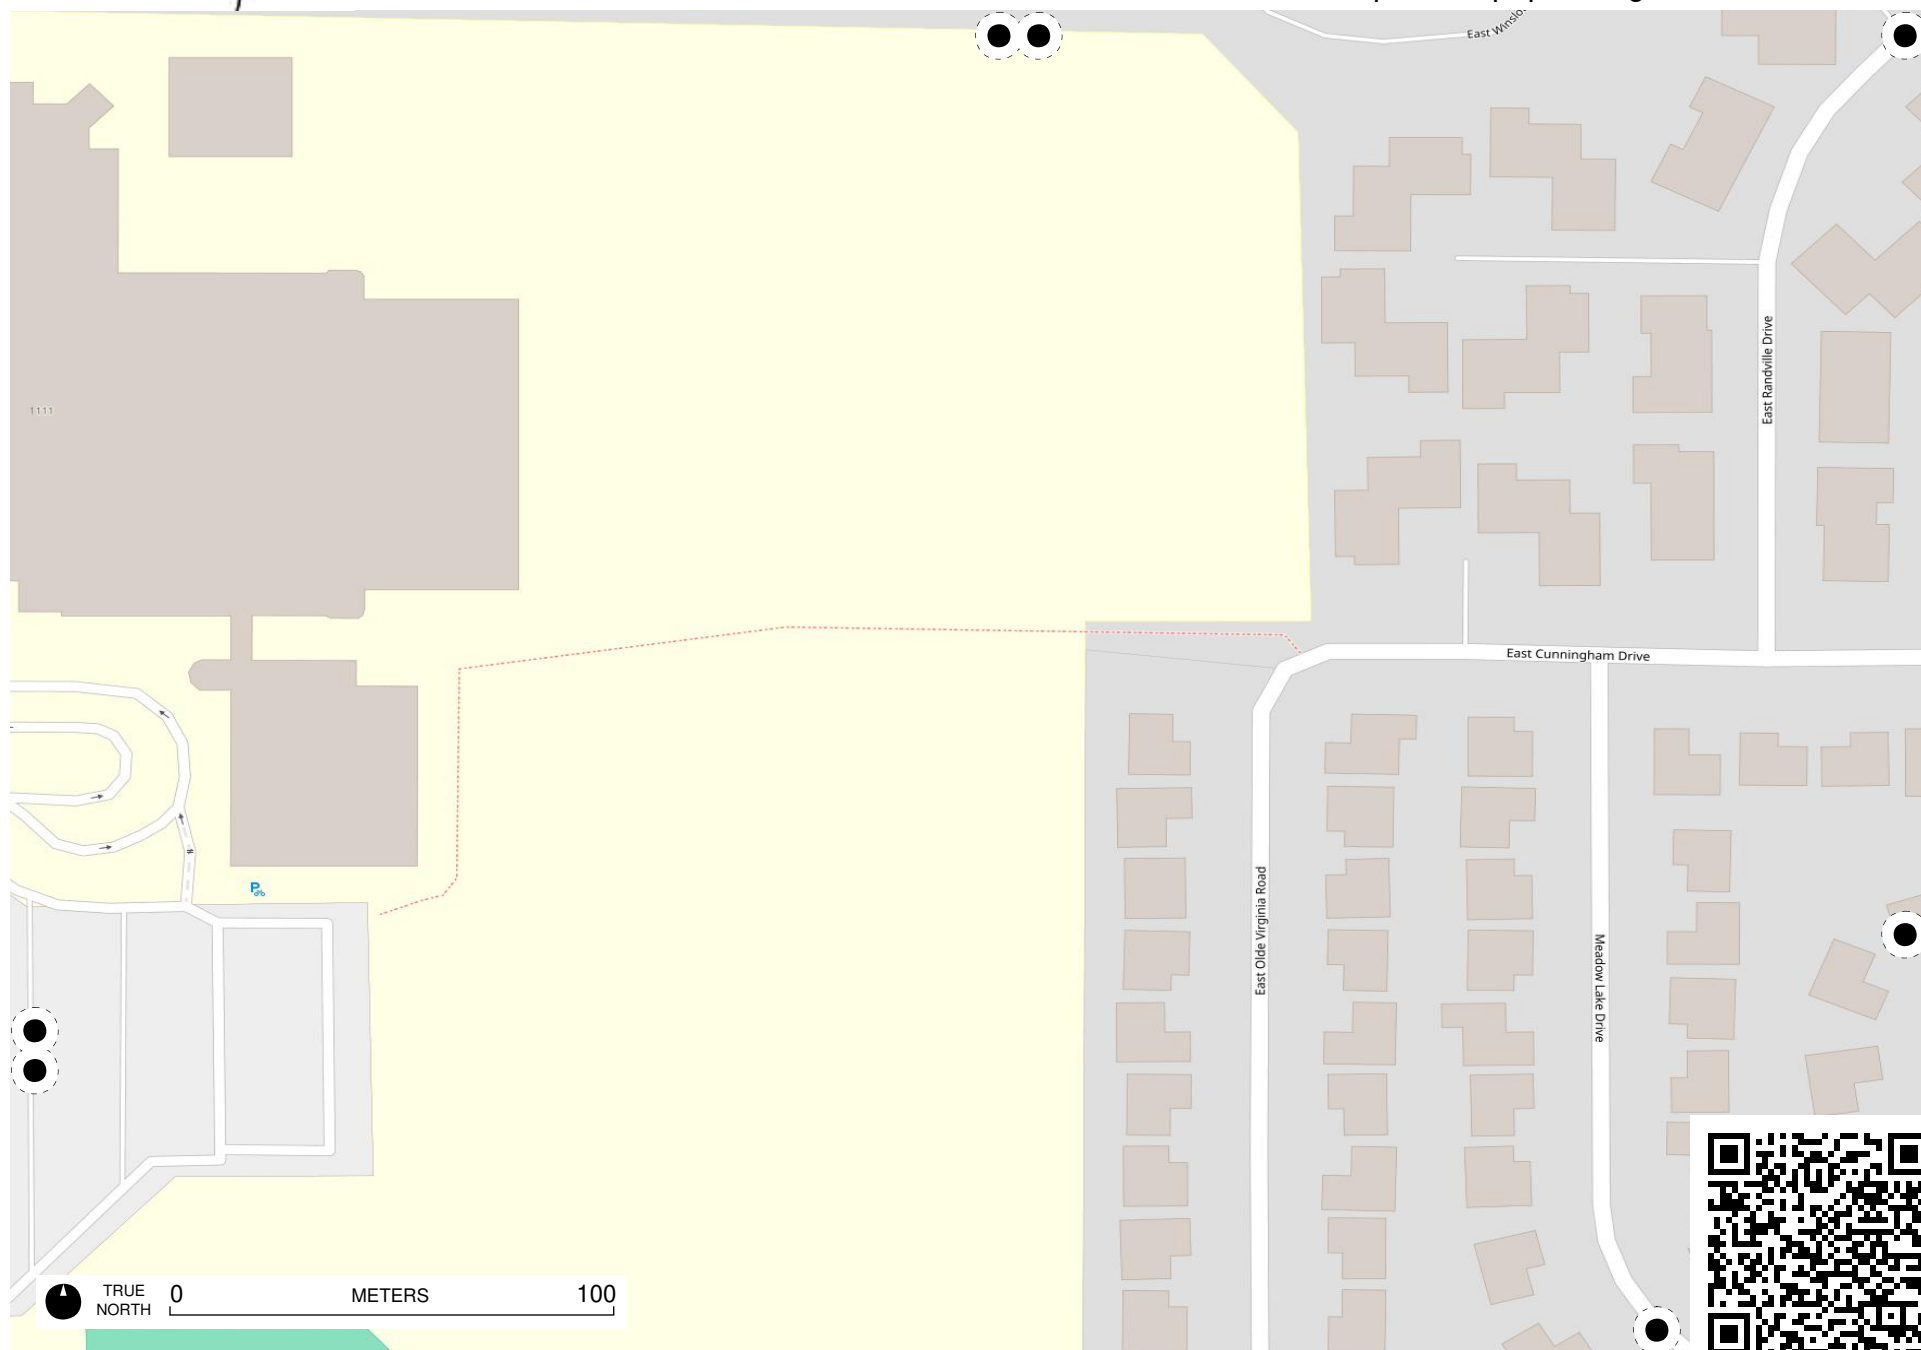 East Winslo
East Randville Drive
1111
East Cunningham Drive
P
East Olde Virginia Road
Meadow Lake Drive
TRUE
NORTH
0 METERS 100